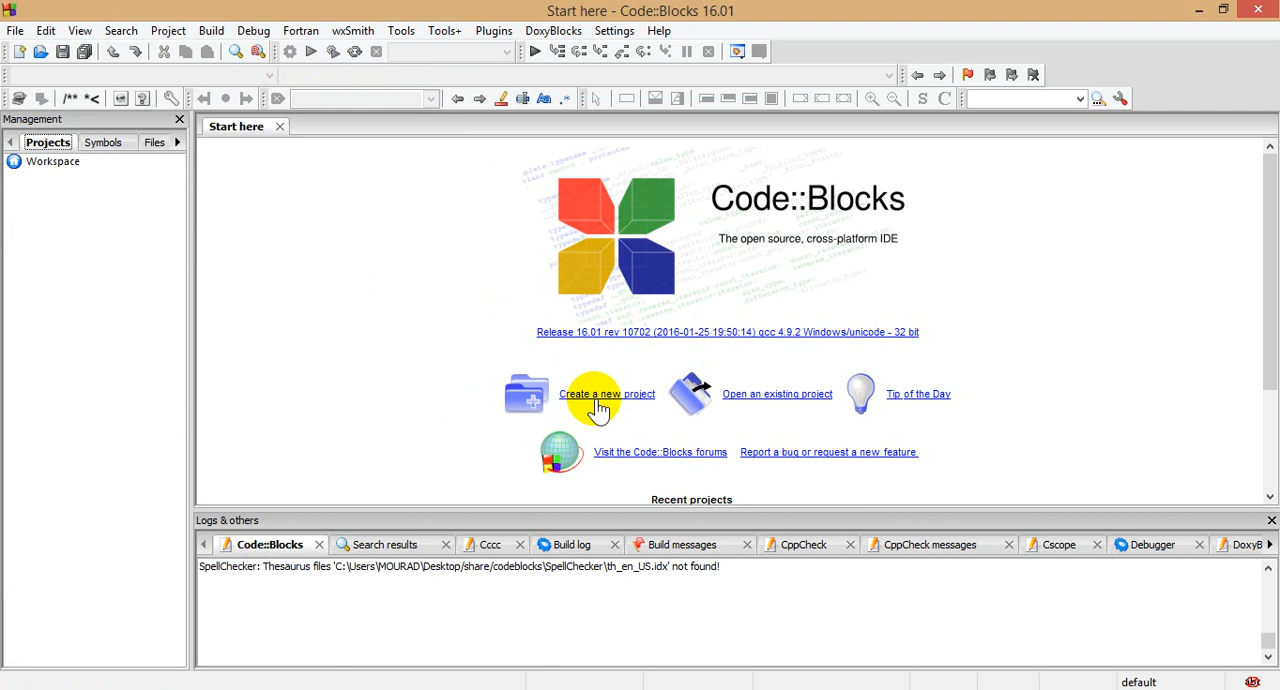 Start here - Code::Blocks 16.01
File Edit View Search Project Build Debug Fortran wxSmith Tools Tools+ Plugins DoxyBlocks Settings Help
/** *<
S C
Management
Projects Symbols Files
Workspace
Start here
Code::Blocks
The open source, cross-platform IDE
Release 16.01 rev 10702 (2016-01-25 19:50:14) gcc 4.9.2 Windows/unicode - 32 bit
Create a new project Open an existing project Tip of the Day
Visit the Code::Blocks forums Report a bug or request a new feature
Recent projects
Logs & others
Code::Blocks Search results Cccc Build log Build messages CppCheck CppCheck messages Cscope Debugger DoxyB
SpellChecker: Thesaurus files 'C:\Users\MOURAD\Desktop/share/codeblocks\SpellChecker\th_en_US.idx' not found!
default